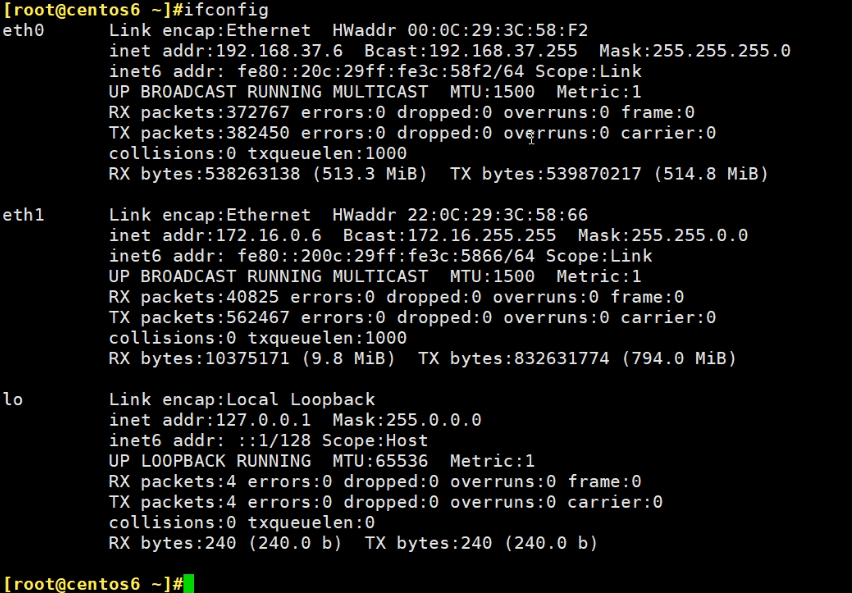 [root@centos6 ~]#ifconfig
eth0      Link encap:Ethernet  HWaddr 00:0C:29:3C:58:F2
          inet addr:192.168.37.6  Bcast:192.168.37.255  Mask:255.255.255.0
          inet6 addr: fe80::20c:29ff:fe3c:58f2/64 Scope:Link
          UP BROADCAST RUNNING MULTICAST  MTU:1500  Metric:1
          RX packets:372767 errors:0 dropped:0 overruns:0 frame:0
          TX packets:382450 errors:0 dropped:0 overruns:0 carrier:0
          collisions:0 txqueuelen:1000
          RX bytes:538263138 (513.3 MiB)  TX bytes:539870217 (514.8 MiB)

eth1      Link encap:Ethernet  HWaddr 22:0C:29:3C:58:66
          inet addr:172.16.0.6  Bcast:172.16.255.255  Mask:255.255.0.0
          inet6 addr: fe80::200c:29ff:fe3c:5866/64 Scope:Link
          UP BROADCAST RUNNING MULTICAST  MTU:1500  Metric:1
          RX packets:40825 errors:0 dropped:0 overruns:0 frame:0
          TX packets:562467 errors:0 dropped:0 overruns:0 carrier:0
          collisions:0 txqueuelen:1000
          RX bytes:10375171 (9.8 MiB)  TX bytes:832631774 (794.0 MiB)

lo        Link encap:Local Loopback
          inet addr:127.0.0.1  Mask:255.0.0.0
          inet6 addr: ::1/128 Scope:Host
          UP LOOPBACK RUNNING  MTU:65536  Metric:1
          RX packets:4 errors:0 dropped:0 overruns:0 frame:0
          TX packets:4 errors:0 dropped:0 overruns:0 carrier:0
          collisions:0 txqueuelen:0
          RX bytes:240 (240.0 b)  TX bytes:240 (240.0 b)

[root@centos6 ~]#